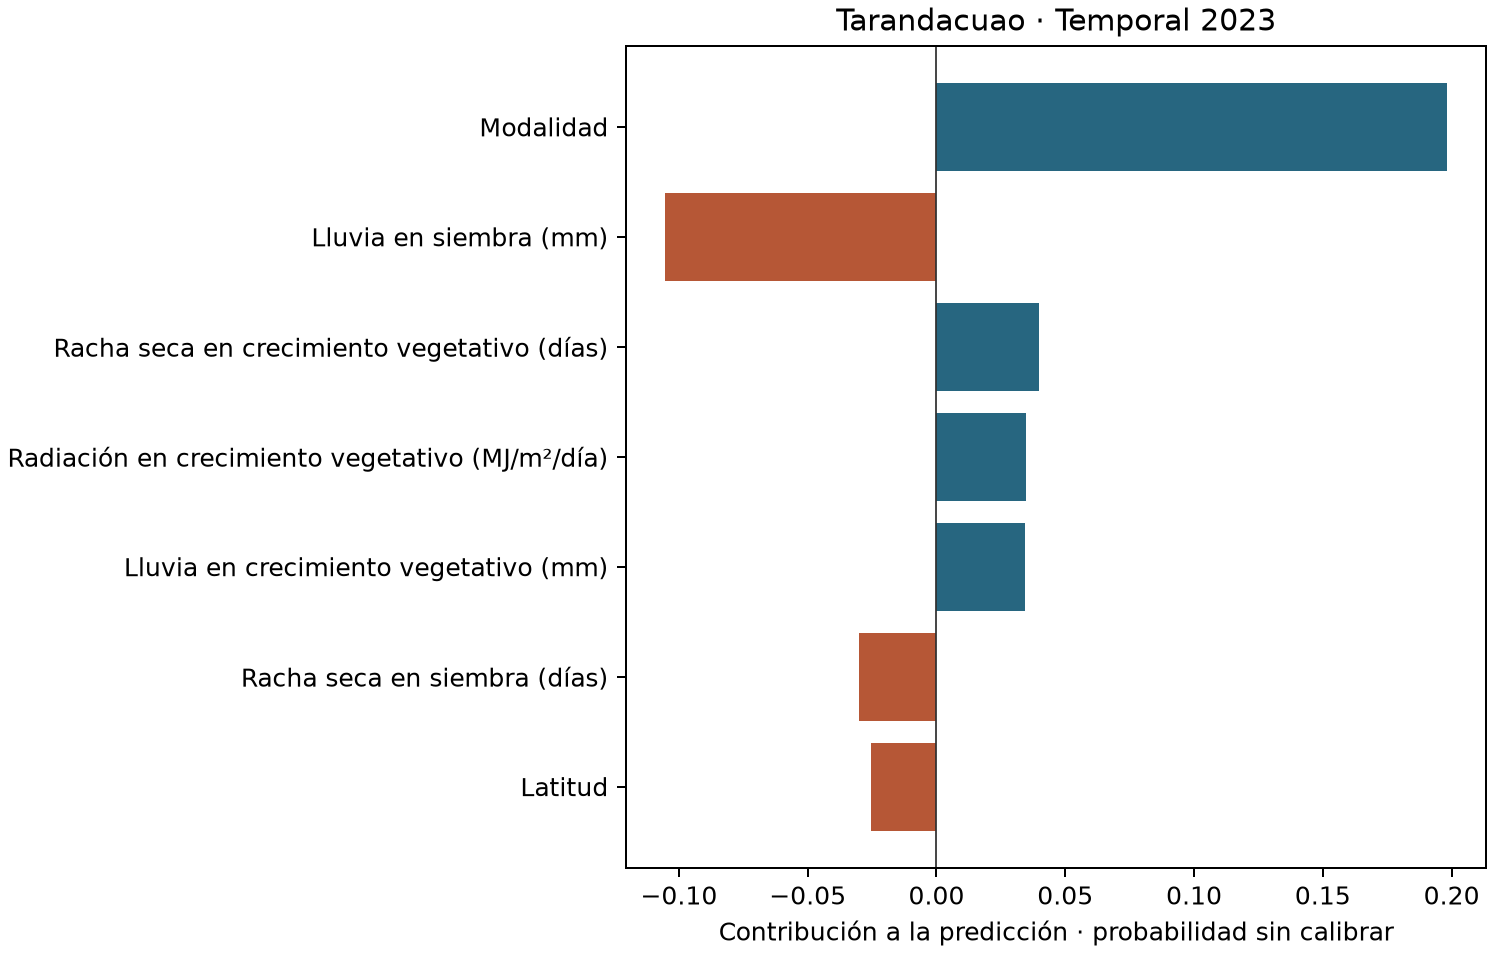 Tarandacuao · Temporal 2023
Modalidad
Lluvia en siembra (mm)
Racha seca en crecimiento vegetativo (días)
Radiación en crecimiento vegetativo (MJ/m²/día)
Lluvia en crecimiento vegetativo (mm)
Racha seca en siembra (días)
Latitud
−0.10 −0.05 0.00 0.05 0.10 0.15 0.20
Contribución a la predicción · probabilidad sin calibrar